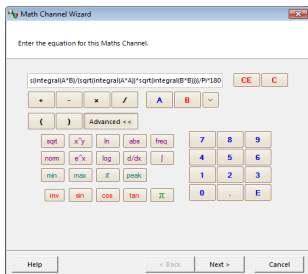 Math Channel Wizard
Enter the equation for this Maths Channel.
s(integral(A*B)/(sqrt(integral(A*A))*sqrt(integral(B*B))))/Pi*180
CE C
+ - × / A B
( ) Advanced <<
sqrt x^y ln abs freq 7 8 9
norm e^x log d/dx ∫ 4 5 6
min max peak 1 2 3
inv sin cos tan π 0 . E
Help < Back Next > Cancel